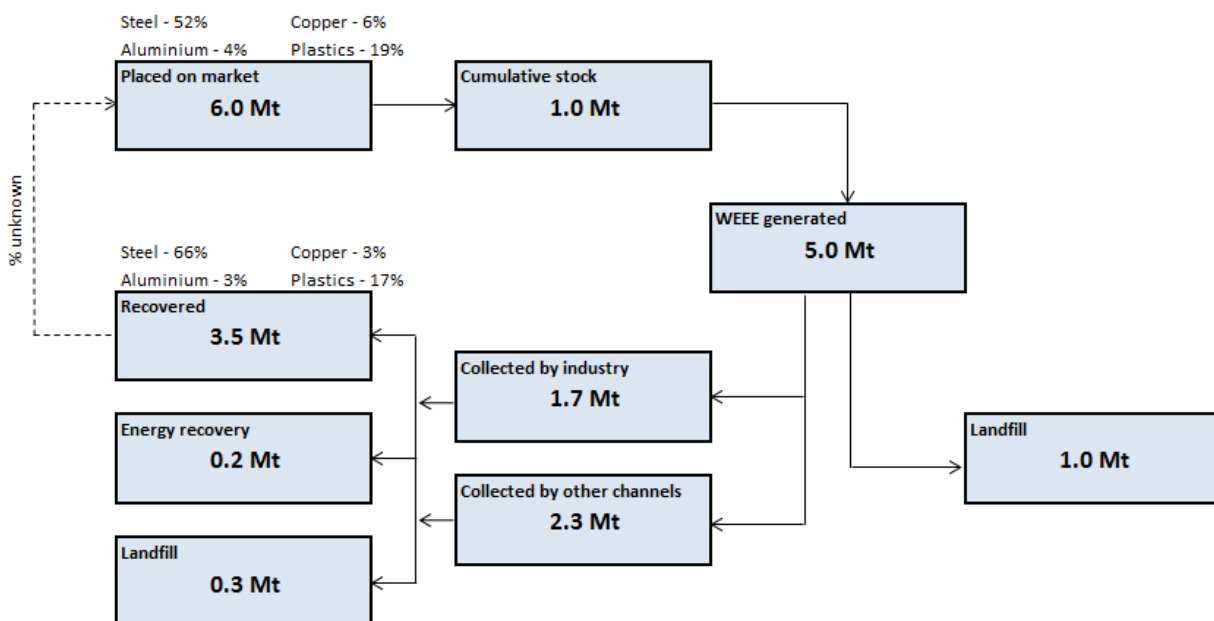 Steel - 52% Copper - 6%
Aluminium - 4% Plastics - 19%
Placed on market
6.0 Mt
Cumulative stock
1.0 Mt
% unknown
WEEE generated
5.0 Mt
Steel - 66% Copper - 3%
Aluminium - 3% Plastics - 17%
Recovered
3.5 Mt
Collected by industry
1.7 Mt
Energy recovery
0.2 Mt
Landfill
1.0 Mt
Collected by other channels
2.3 Mt
Landfill
0.3 Mt